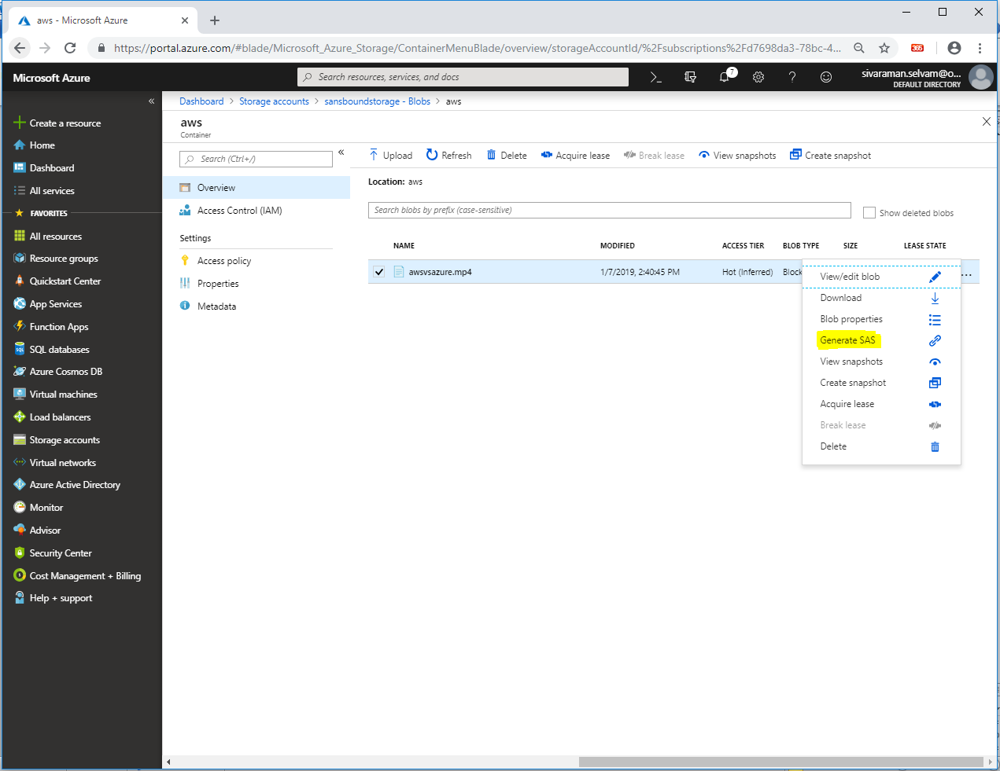 aws - Microsoft Azure
https://portal.azure.com/#blade/Microsoft_Azure_Storage/ContainerMenuBlade/overview/storageAccountId/%2Fsubscriptions%2Fd7698da3-78bc-4...
365
Microsoft Azure
Search resources, services, and docs
7
sivaraman.selvam@o...
DEFAULT DIRECTORY
Create a resource
Home
Dashboard
All services
FAVORITES
All resources
Resource groups
Quickstart Center
App Services
Function Apps
SQL databases
Azure Cosmos DB
Virtual machines
Load balancers
Storage accounts
Virtual networks
Azure Active Directory
Monitor
Advisor
Security Center
Cost Management + Billing
Help + support
Dashboard > Storage accounts > sansboundstorage - Blobs > aws
aws
Container
Search (Ctrl+/)
Overview
Access Control (IAM)
Settings
Access policy
Properties
Metadata
Upload Refresh Delete Acquire lease Break lease View snapshots Create snapshot
Location: aws
Search blobs by prefix (case-sensitive)
Show deleted blobs
NAME MODIFIED ACCESS TIER BLOB TYPE SIZE LEASE STATE
awsvsazure.mp4 1/7/2019, 2:40:45 PM Hot (Inferred) Block ...
View/edit blob
Download
Blob properties
Generate SAS
View snapshots
Create snapshot
Acquire lease
Break lease
Delete